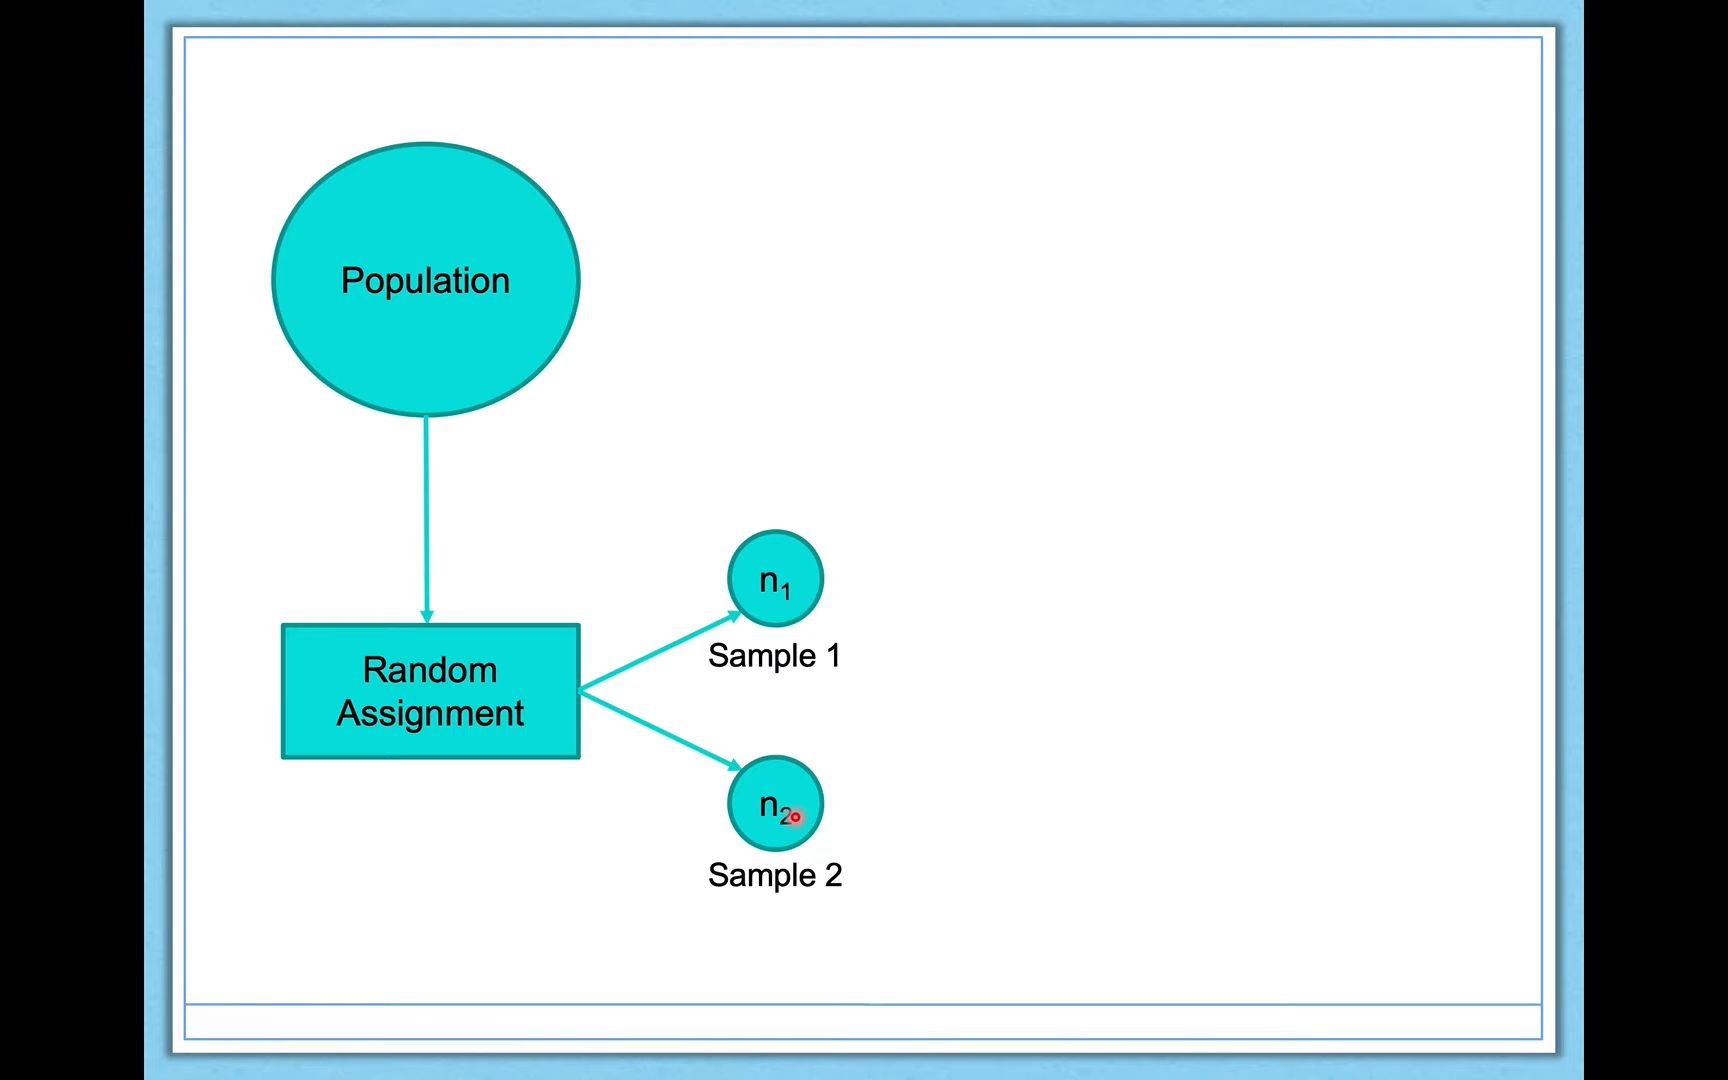 Population
Random
Assignment
n₁
Sample 1
n₂
Sample 2